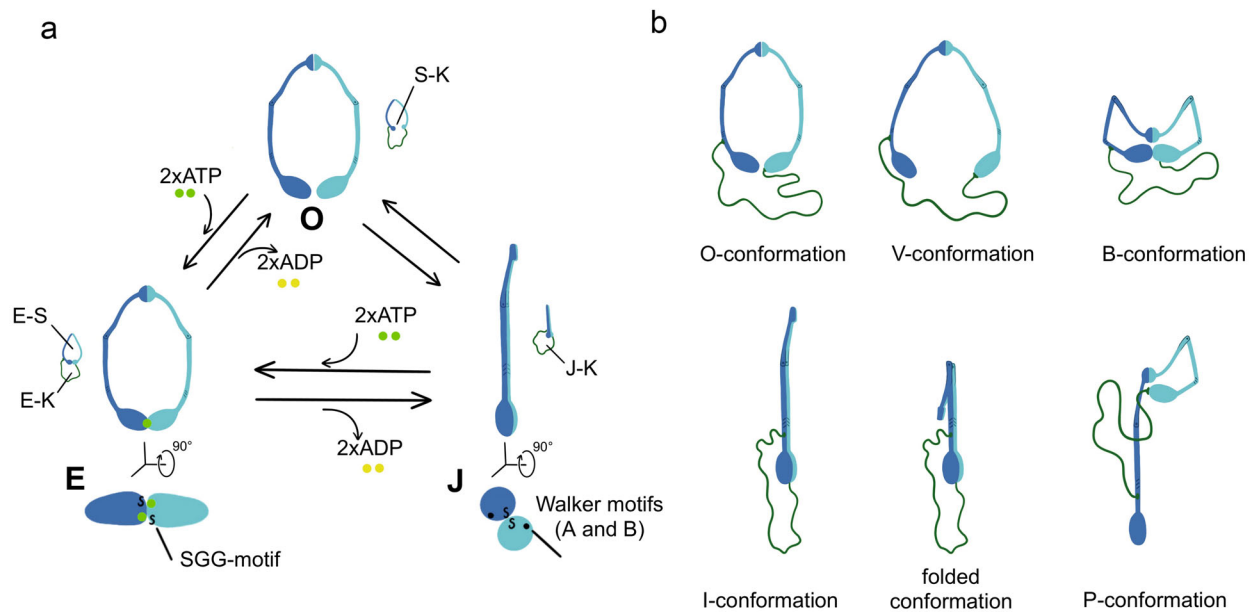 a
S-K
2xATP
O
2xADP
E-S
E-K
2xATP
J-K
2xADP
90°
90°
E
S
S
SGG-motif
J
S
S
Walker motifs
(A and B)
b
O-conformation
V-conformation
B-conformation
I-conformation
folded
conformation
P-conformation